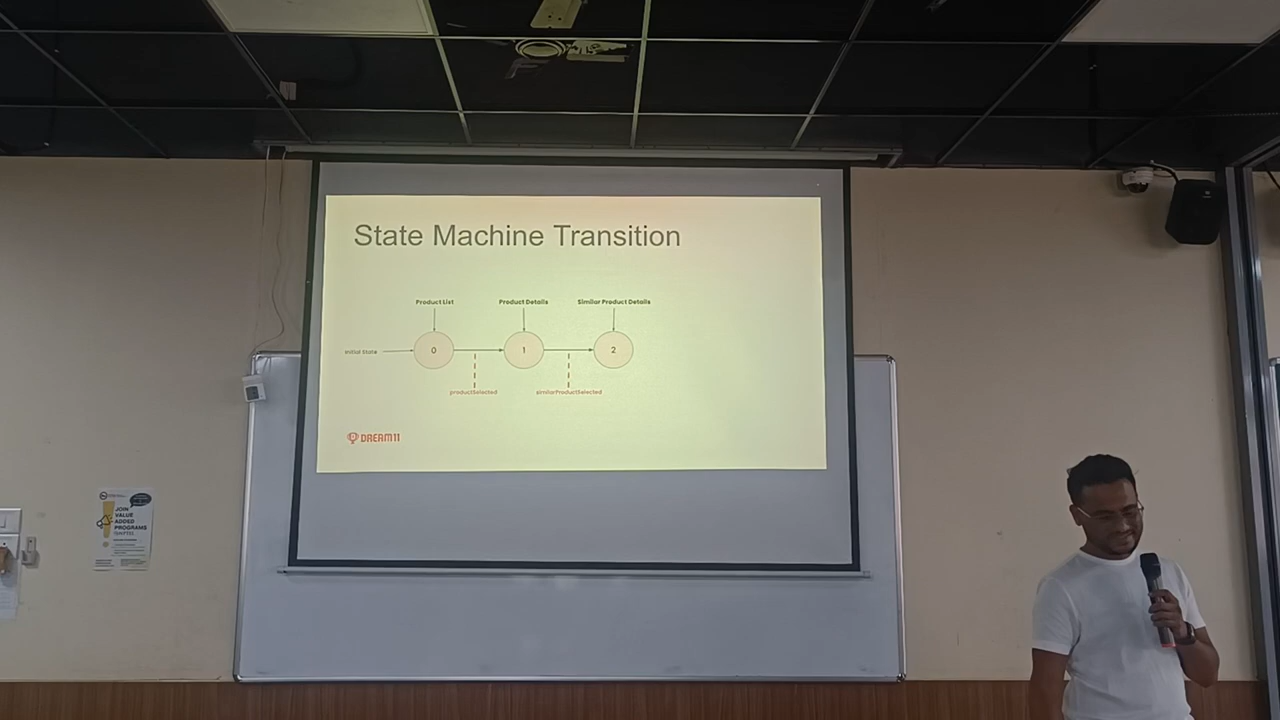 State Machine Transition
Product List
Product Details
Similar Product Details
Initial State
0
1
2
productSelected
similarProductSelected
DREAM11
JOIN
VALUE
ADDED
PROGRAMS